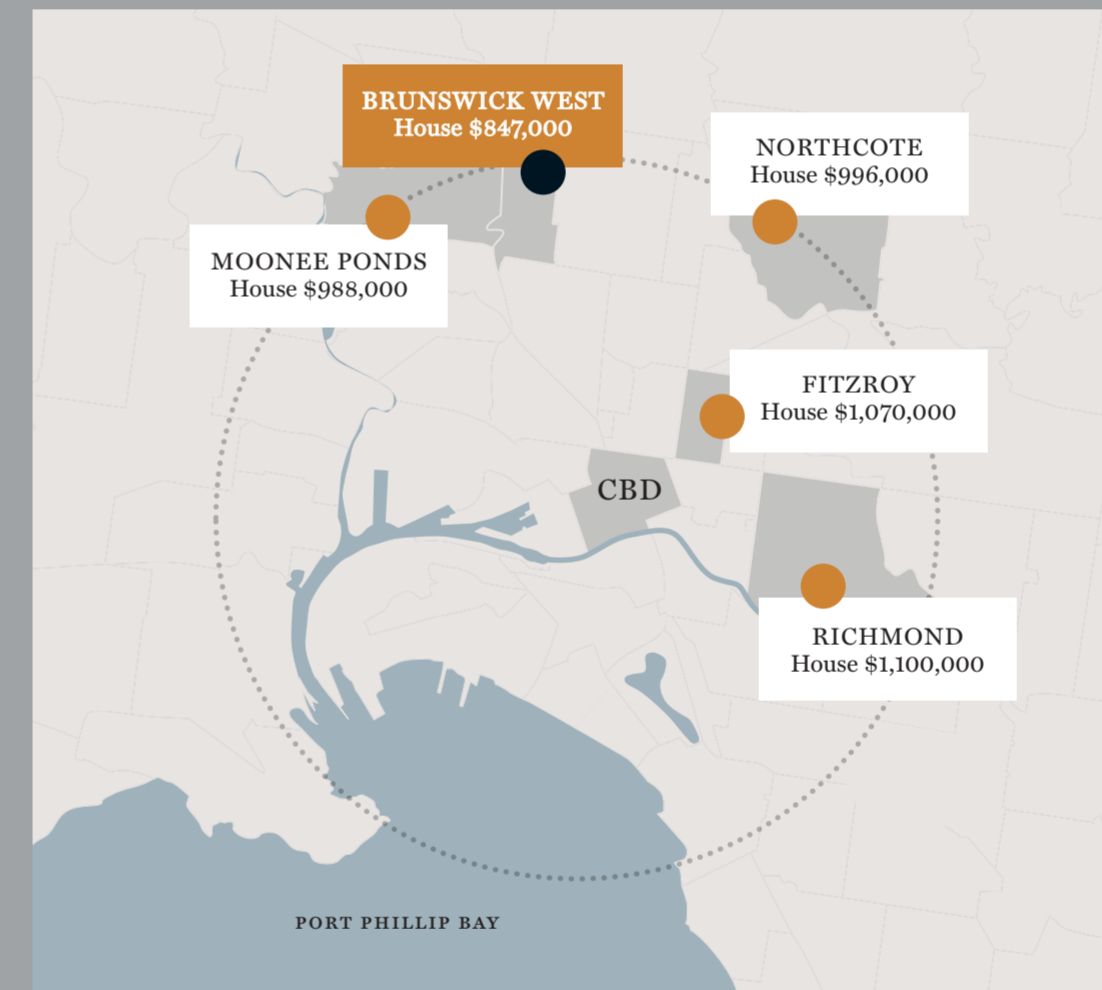 BRUNSWICK WEST
House $847,000
NORTHCOTE
House $996,000
MOONEE PONDS
House $988,000
FITZROY
House $1,070,000
CBD
RICHMOND
House $1,100,000
PORT PHILLIP BAY